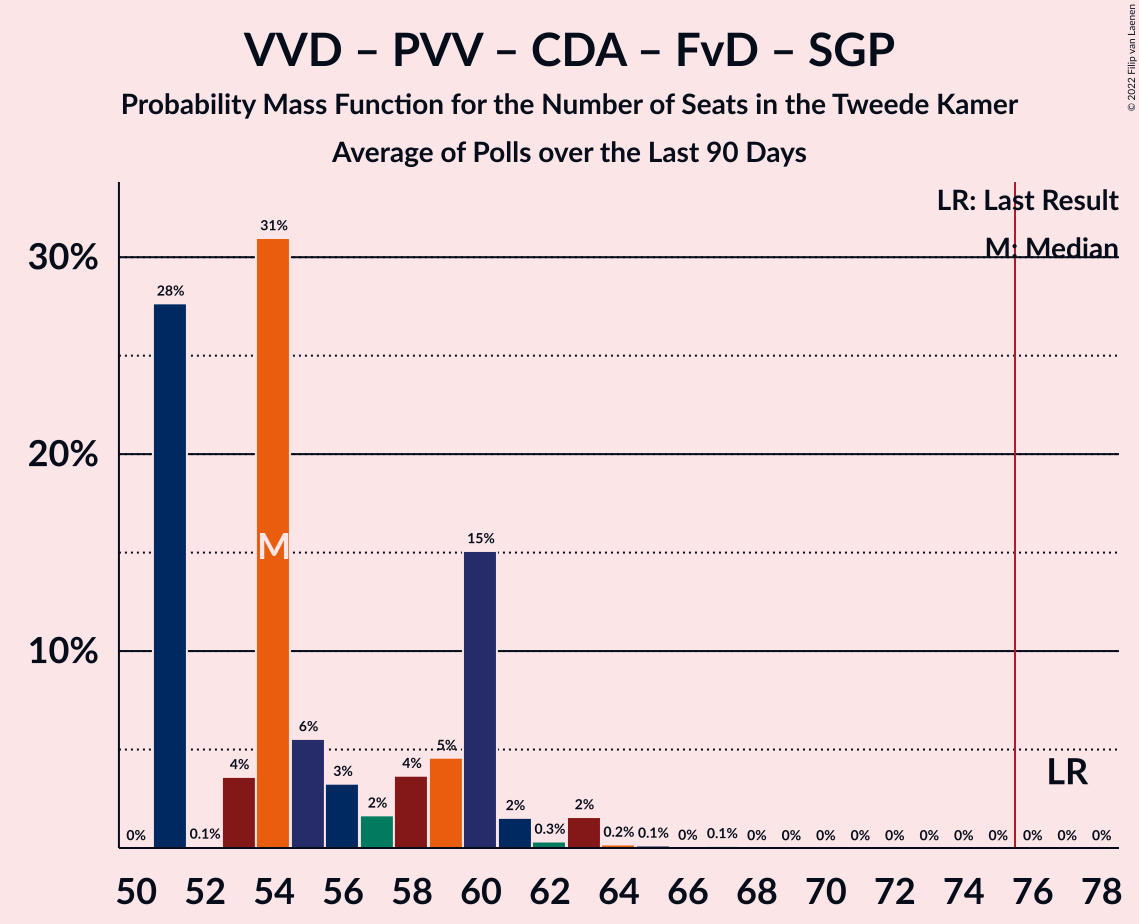 VVD – PVV – CDA – FvD – SGP
Probability Mass Function for the Number of Seats in the Tweede Kamer
Average of Polls over the Last 90 Days
© 2022 Filip van Laenen
LR: Last Result
M: Median
30%
20%
10%
0% 28% 0.1% 4% 31% 6% 3% 2% 4% 5% 15% 2% 0.3% 2% 0.2% 0.1% 0% 0.1% 0% 0% 0% 0% 0% 0% 0% 0% 0% 0% 0%
M
LR
50 52 54 56 58 60 62 64 66 68 70 72 74 76 78